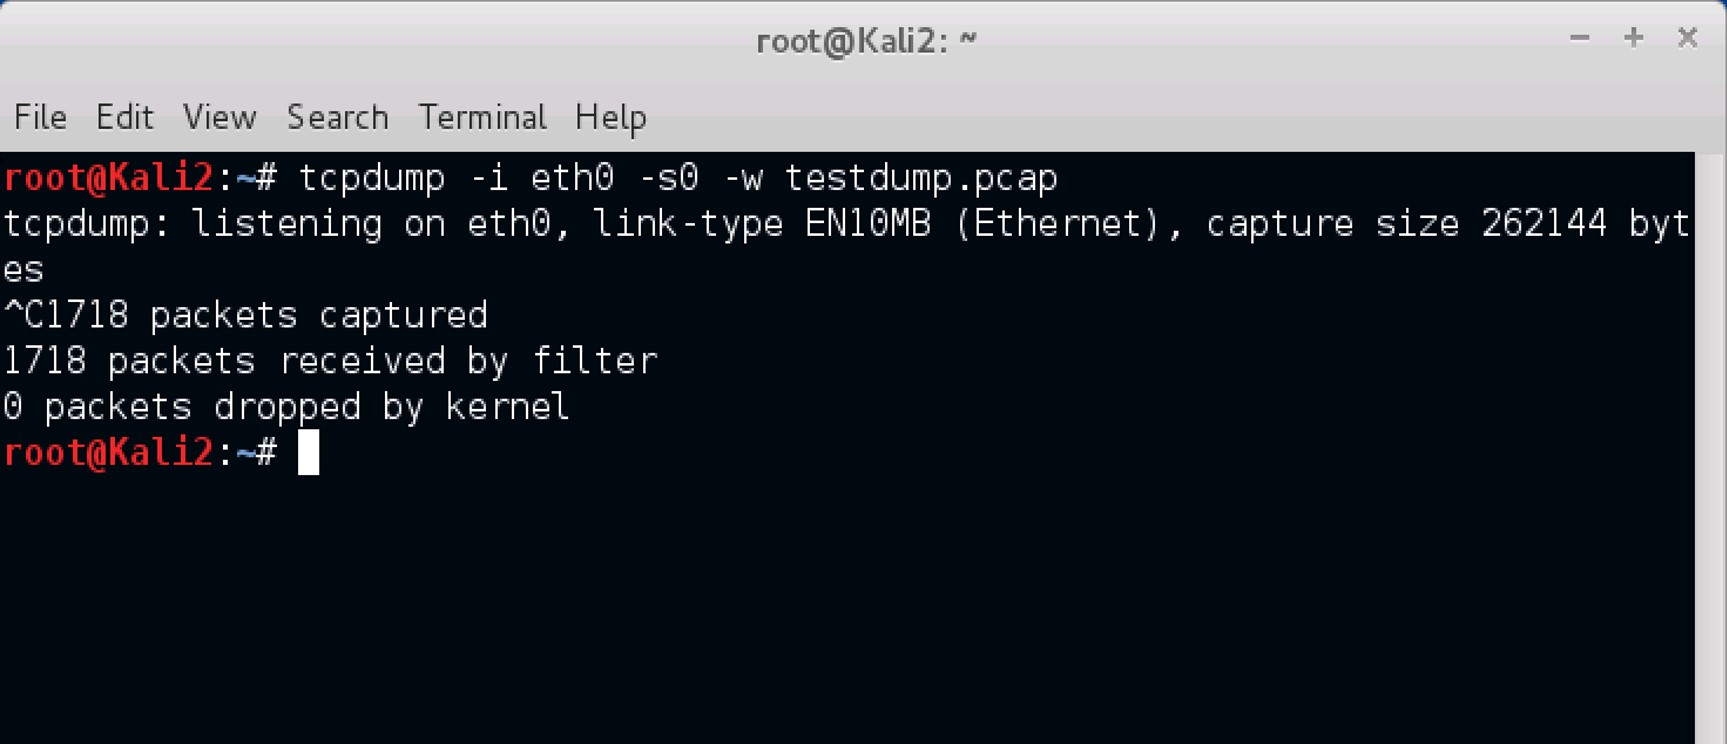 root@Kali2: ~
File Edit View Search Terminal Help
root@Kali2:~# tcpdump -i eth0 -s0 -w testdump.pcap
tcpdump: listening on eth0, link-type EN10MB (Ethernet), capture size 262144 byt
es
^C1718 packets captured
1718 packets received by filter
0 packets dropped by kernel
root@Kali2:~#